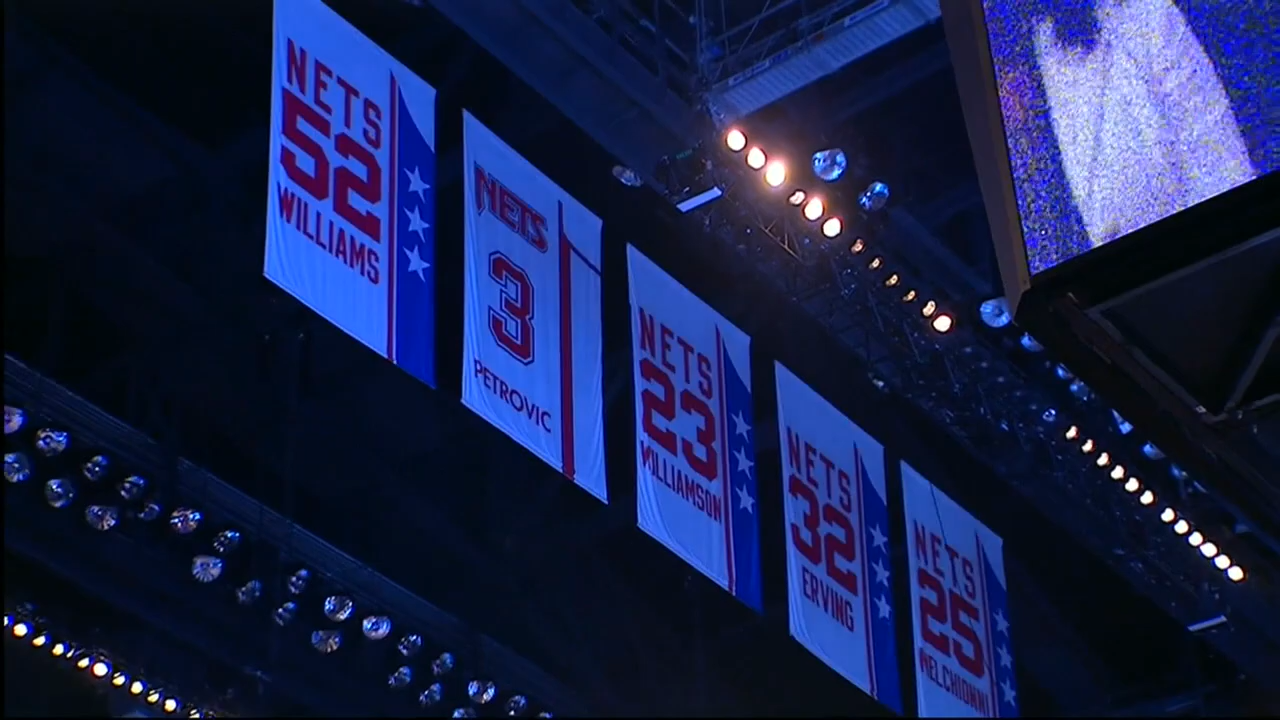 NETS
52
WILLIAMS
NETS
3
PETROVIC
NETS
23
WILLIAMSON
NETS
32
ERVING
NETS
25
MELCHIONNI